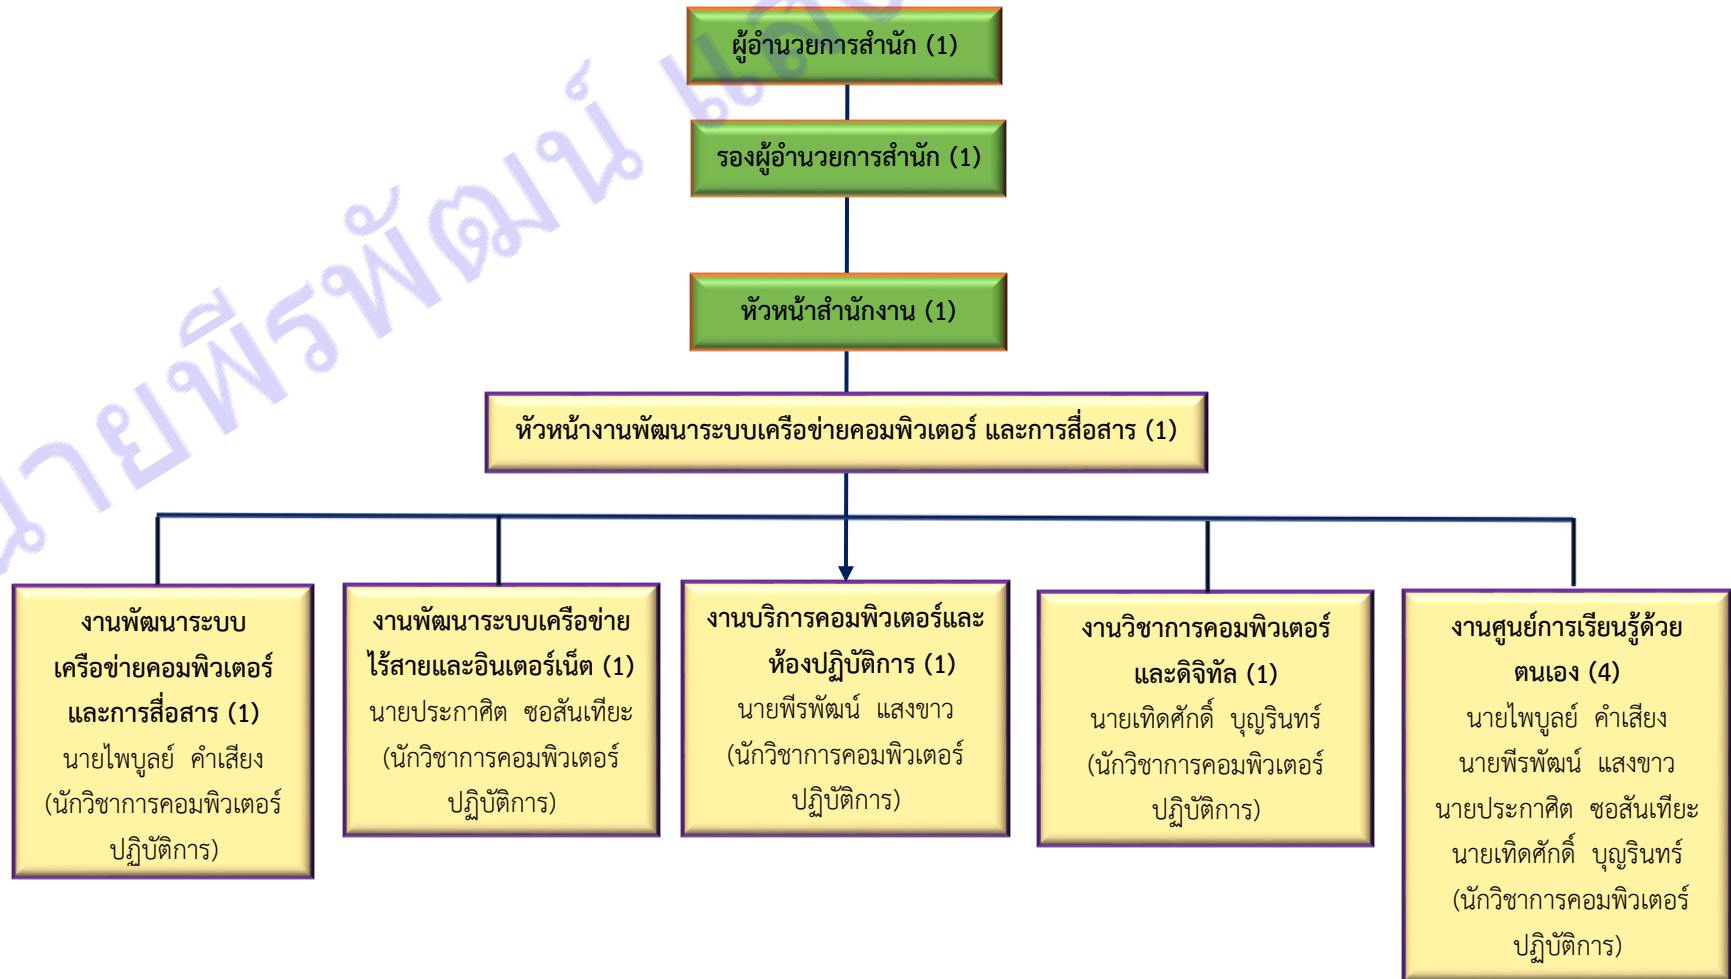 ผู้อำนวยการสำนัก (1)
รองผู้อำนวยการสำนัก (1)
หัวหน้าสำนักงาน (1)
หัวหน้างานพัฒนาระบบเครือข่ายคอมพิวเตอร์ และการสื่อสาร (1)
งานพัฒนาระบบ
เครือข่ายคอมพิวเตอร์
และการสื่อสาร (1)
นายไพบูลย์ คำเสียง
(นักวิชาการคอมพิวเตอร์
ปฏิบัติการ)
งานพัฒนาระบบเครือข่าย
ไร้สายและอินเตอร์เน็ต (1)
นายประกาศิต ซอสันเทียะ
(นักวิชาการคอมพิวเตอร์
ปฏิบัติการ)
งานบริการคอมพิวเตอร์และ
ห้องปฏิบัติการ (1)
นายพีรพัฒน์ แสงขาว
(นักวิชาการคอมพิวเตอร์
ปฏิบัติการ)
งานวิชาการคอมพิวเตอร์
และดิจิทัล (1)
นายเทิดศักดิ์ บุญรินทร์
(นักวิชาการคอมพิวเตอร์
ปฏิบัติการ)
งานศูนย์การเรียนรู้ด้วย
ตนเอง (4)
นายไพบูลย์ คำเสียง
นายพีรพัฒน์ แสงขาว
นายประกาศิต ซอสันเทียะ
นายเทิดศักดิ์ บุญรินทร์
(นักวิชาการคอมพิวเตอร์
ปฏิบัติการ)
นายพีรพัฒน์